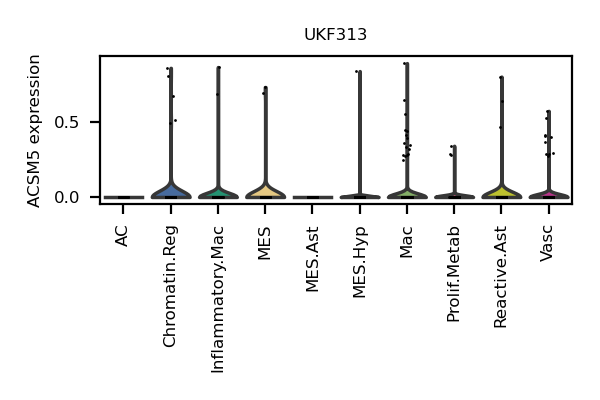 UKF313
ACSM5 expression
0.5
0.0
AC
Chromatin.Reg
Inflammatory.Mac
MES
MES.Ast
MES.Hyp
Mac
Prolif.Metab
Reactive.Ast
Vasc